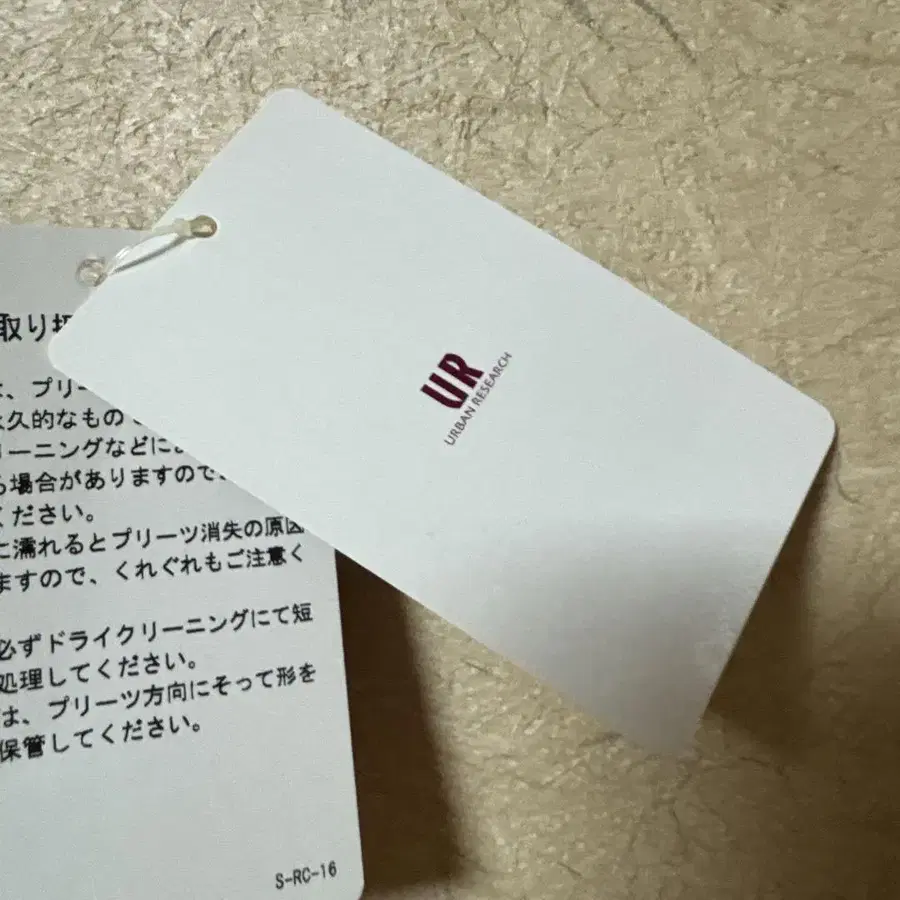 取り扱
、プリー
久的なもの
ーニングなどに
場合がありますので
ください。
に濡れるとプリーツ消失の原因
ますので、くれぐれもご注意く
必ずドライクリーニングにて短
処理してください。
は、プリーツ方向にそって形を
保管してください。
S-RC-16
UR
URBAN RESEARCH